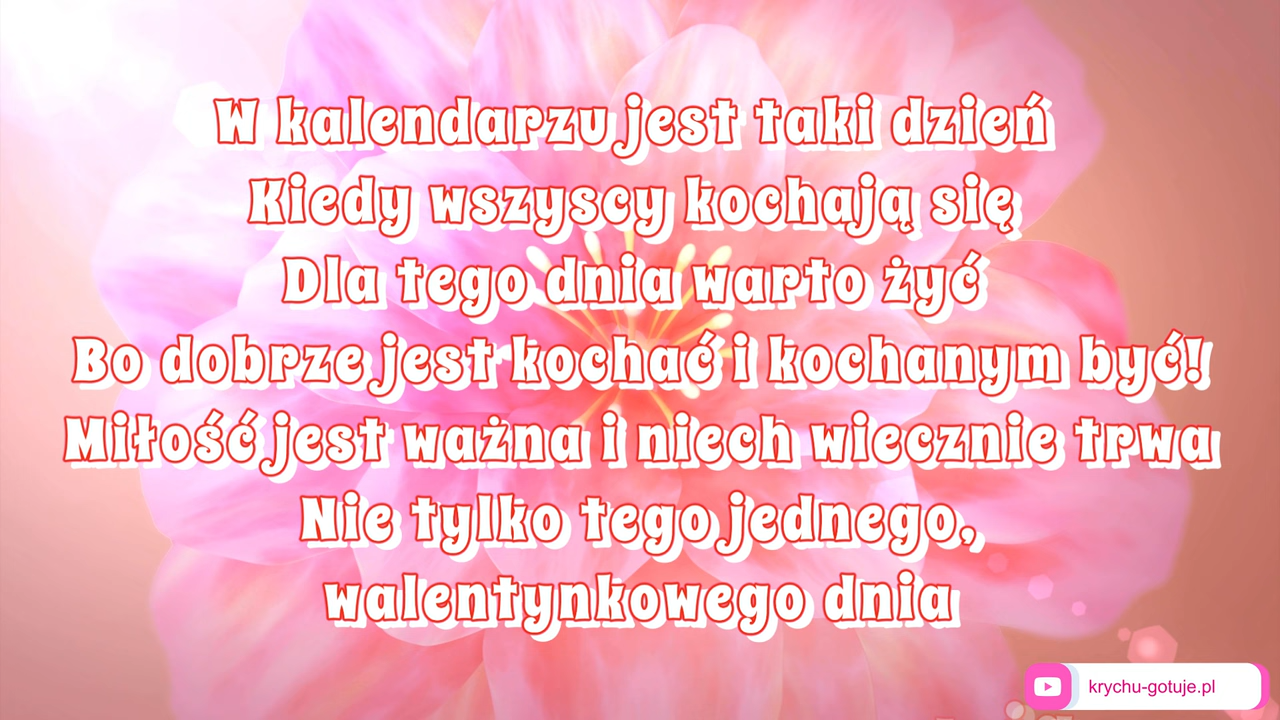 W kalendarzu jest taki dzień
Kiedy wszyscy kochają się
Dla tego dnia warto żyć
Bo dobrze jest kochać i kochanym być!
Miłość jest ważna i niech wiecznie trwa
Nie tylko tego jednego,
walentynkowego dnia
krychu-gotuje.pl